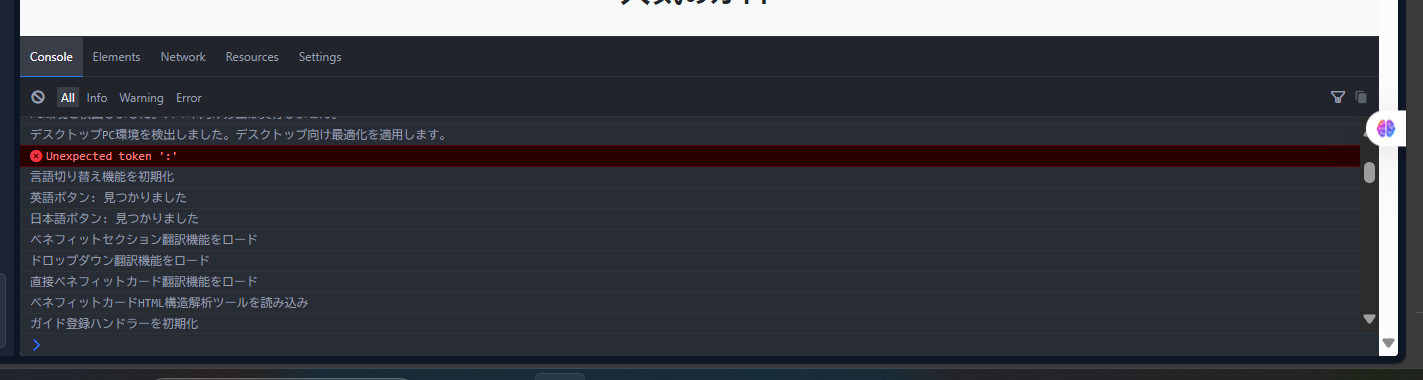 Console Elements Network Resources Settings
All Info Warning Error
デスクトップPC環境を検出しました。デスクトップ向け最適化を適用します。
Unexpected token ':'
言語切り替え機能を初期化
英語ボタン: 見つかりました
日本語ボタン: 見つかりました
ベネフィットセクション翻訳機能をロード
ドロップダウン翻訳機能をロード
直接ベネフィットカード翻訳機能をロード
ベネフィットカードHTML構造解析ツールを読み込み
ガイド登録ハンドラーを初期化